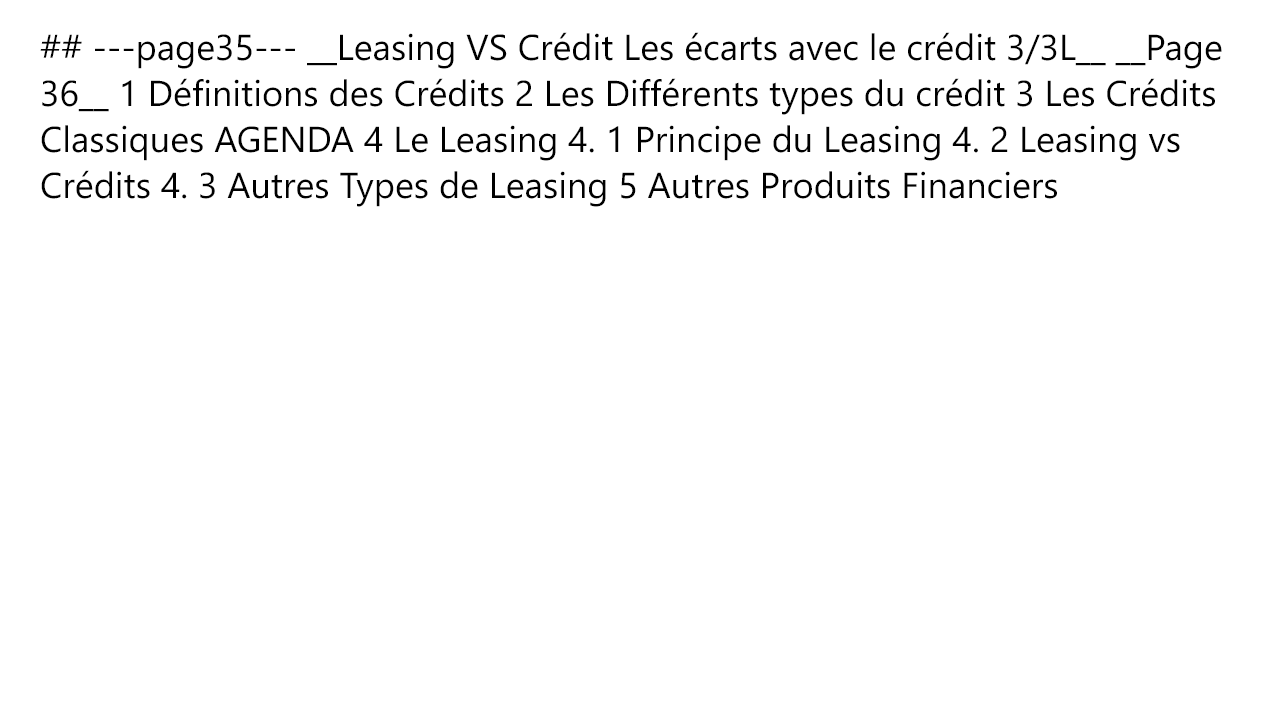 ## ---page35--- __Leasing VS Crédit Les écarts avec le crédit 3/3L__ __Page
36__ 1 Définitions des Crédits 2 Les Différents types du crédit 3 Les Crédits
Classiques AGENDA 4 Le Leasing 4. 1 Principe du Leasing 4. 2 Leasing vs
Crédits 4. 3 Autres Types de Leasing 5 Autres Produits Financiers